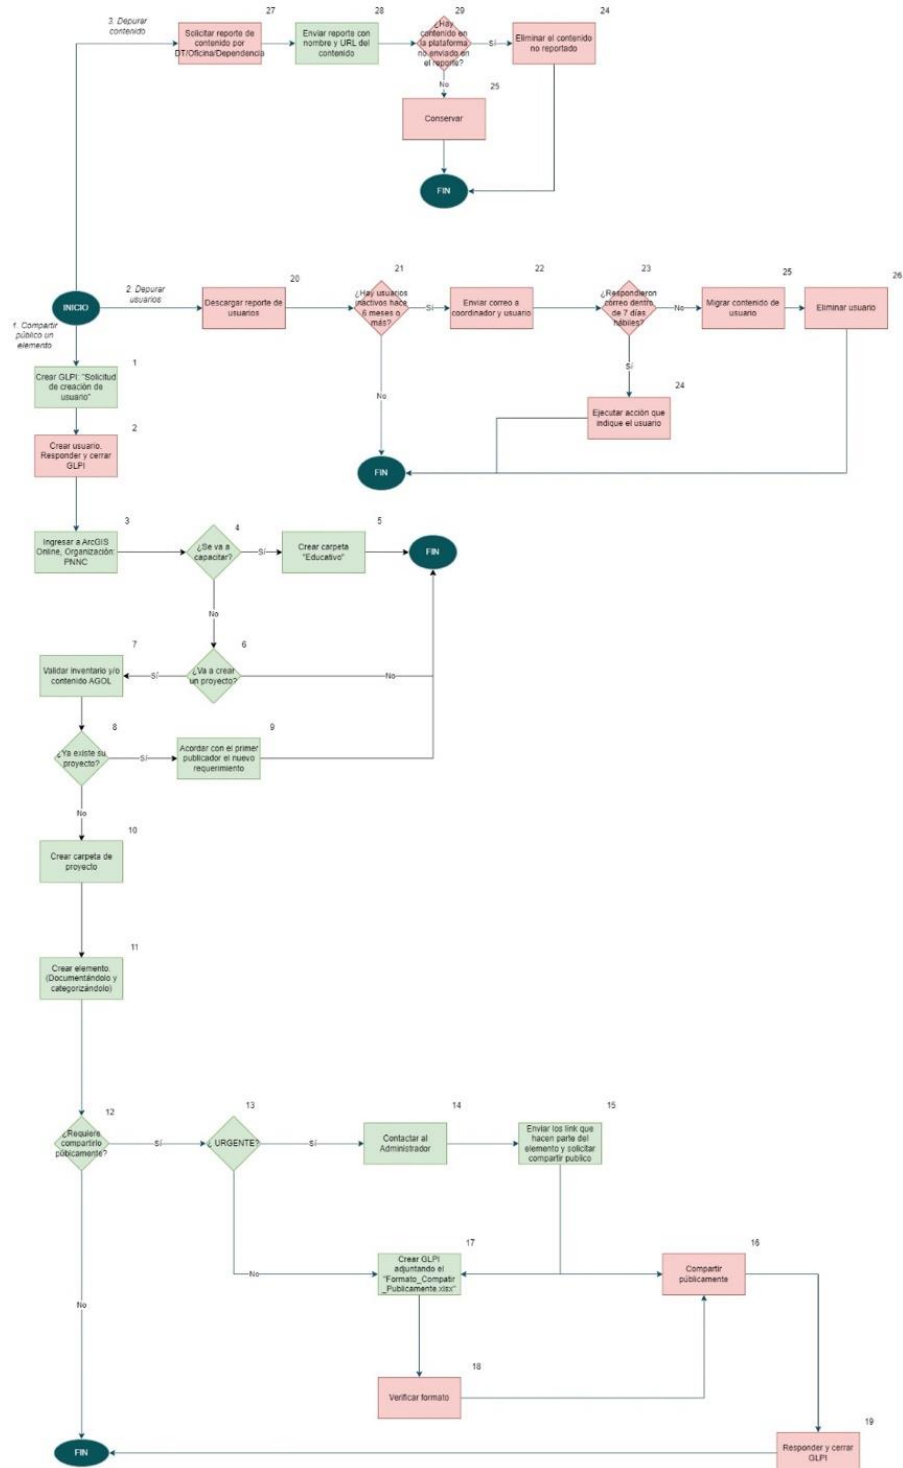 3. Depurar
contenido
27
Solicitar reporte de
contenido por
DT/Oficina/Dependencia
28
Enviar reporte con
nombre y URL del
contenido
29
¿Hay
contenido en
la plataforma
no enviado en
el reporte?
Sí
24
Eliminar el contenido
no reportado
No
25
Conservar
FIN
INICIO
2. Depurar
usuarios
20
Descargar reporte de
usuarios
21
¿Hay usuarios
inactivos hace
6 meses o
más?
Sí
22
Enviar correo a
coordinador y usuario
23
¿Respondieron
correo dentro
de 7 días
hábiles?
No
25
Migrar contenido de
usuario
26
Eliminar usuario
Sí
24
Ejecutar acción que
indique el usuario
No
FIN
1. Compartir
público un
elemento
1
Crear GLPI: "Solicitud
de creación de
usuario"
2
Crear usuario.
Responder y cerrar
GLPI
3
Ingresar a ArcGIS
Online, Organización:
PNNC
4
¿Se va a
capacitar?
Sí
5
Crear carpeta
"Educativo"
FIN
No
6
¿Va a crear
un proyecto?
No
Sí
7
Validar inventario y/o
contenido AGOL
8
¿Ya existe su
proyecto?
Sí
9
Acordar con el primer
publicador el nuevo
requerimiento
No
10
Crear carpeta de
proyecto
11
Crear elemento.
(Documentándolo y
categorizándolo)
12
¿Requiere
compartirlo
púbicamente?
Sí
13
¿ URGENTE?
Sí
14
Contactar al
Administrador
15
Enviar los link que
hacen parte del
elemento y solicitar
compartir publico
No
17
Crear GLPI
adjuntando el
"Formato_Compatir
_Publicamente.xlsx"
16
Compartir
públicamente
No
18
Verificar formato
19
Responder y cerrar
GLPI
FIN